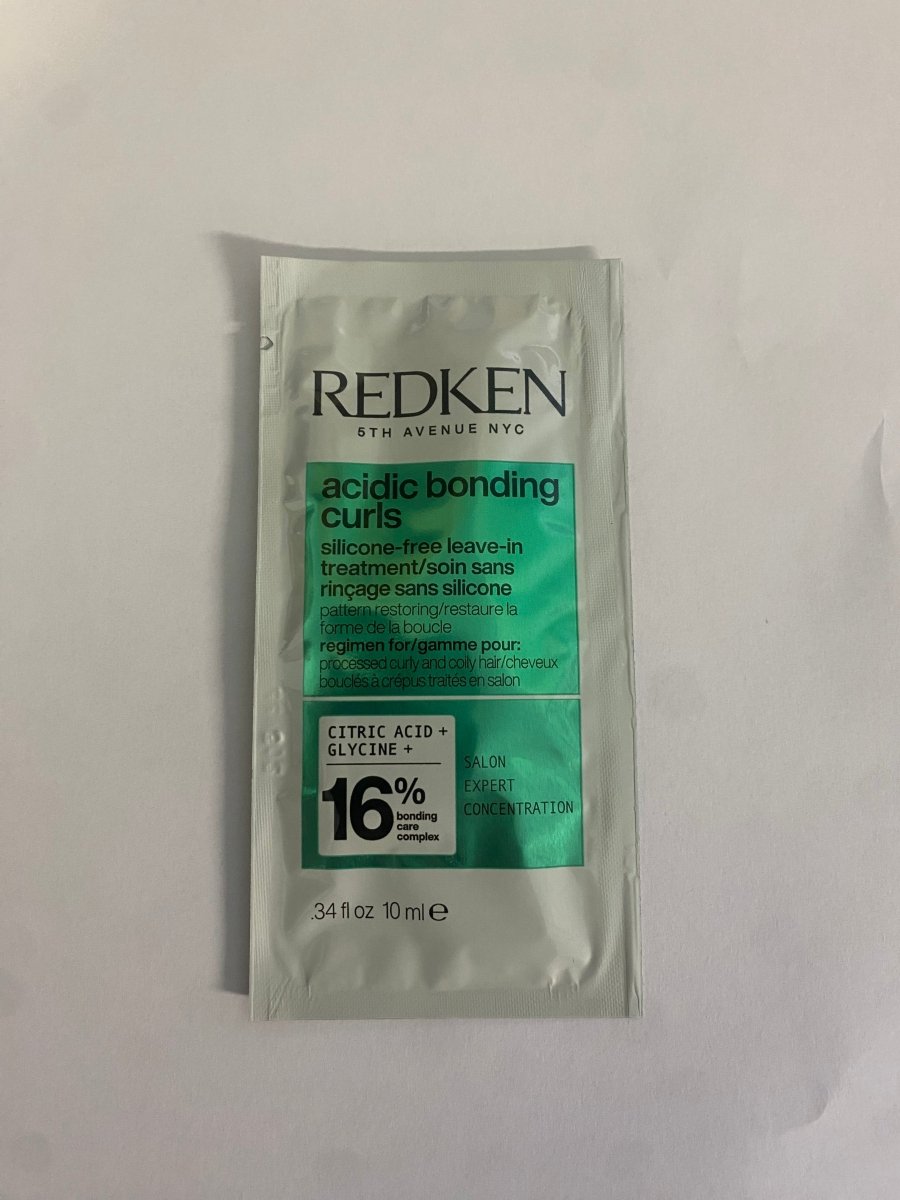 REDKEN
5TH AVENUE NYC
acidic bonding
curls
silicone-free leave-in
treatment/soin sans
rinçage sans silicone
pattern restoring/restaure la
forme de la boucle
regimen for/gamme pour:
processed curly and coily hair/cheveux
bouclés à crépus traités en salon
CITRIC ACID +
GLYCINE +
16%
bonding
care
complex
SALON
EXPERT
CONCENTRATION
.34 fl oz 10 ml ℮